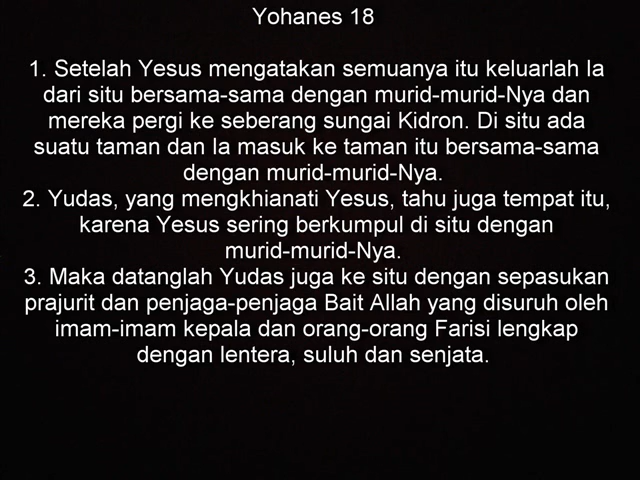 Yohanes 18
1. Setelah Yesus mengatakan semuanya itu keluarlah Ia
dari situ bersama-sama dengan murid-murid-Nya dan
mereka pergi ke seberang sungai Kidron. Di situ ada
suatu taman dan Ia masuk ke taman itu bersama-sama
dengan murid-murid-Nya.
2. Yudas, yang mengkhianati Yesus, tahu juga tempat itu,
karena Yesus sering berkumpul di situ dengan
murid-murid-Nya.
3. Maka datanglah Yudas juga ke situ dengan sepasukan
prajurit dan penjaga-penjaga Bait Allah yang disuruh oleh
imam-imam kepala dan orang-orang Farisi lengkap
dengan lentera, suluh dan senjata.